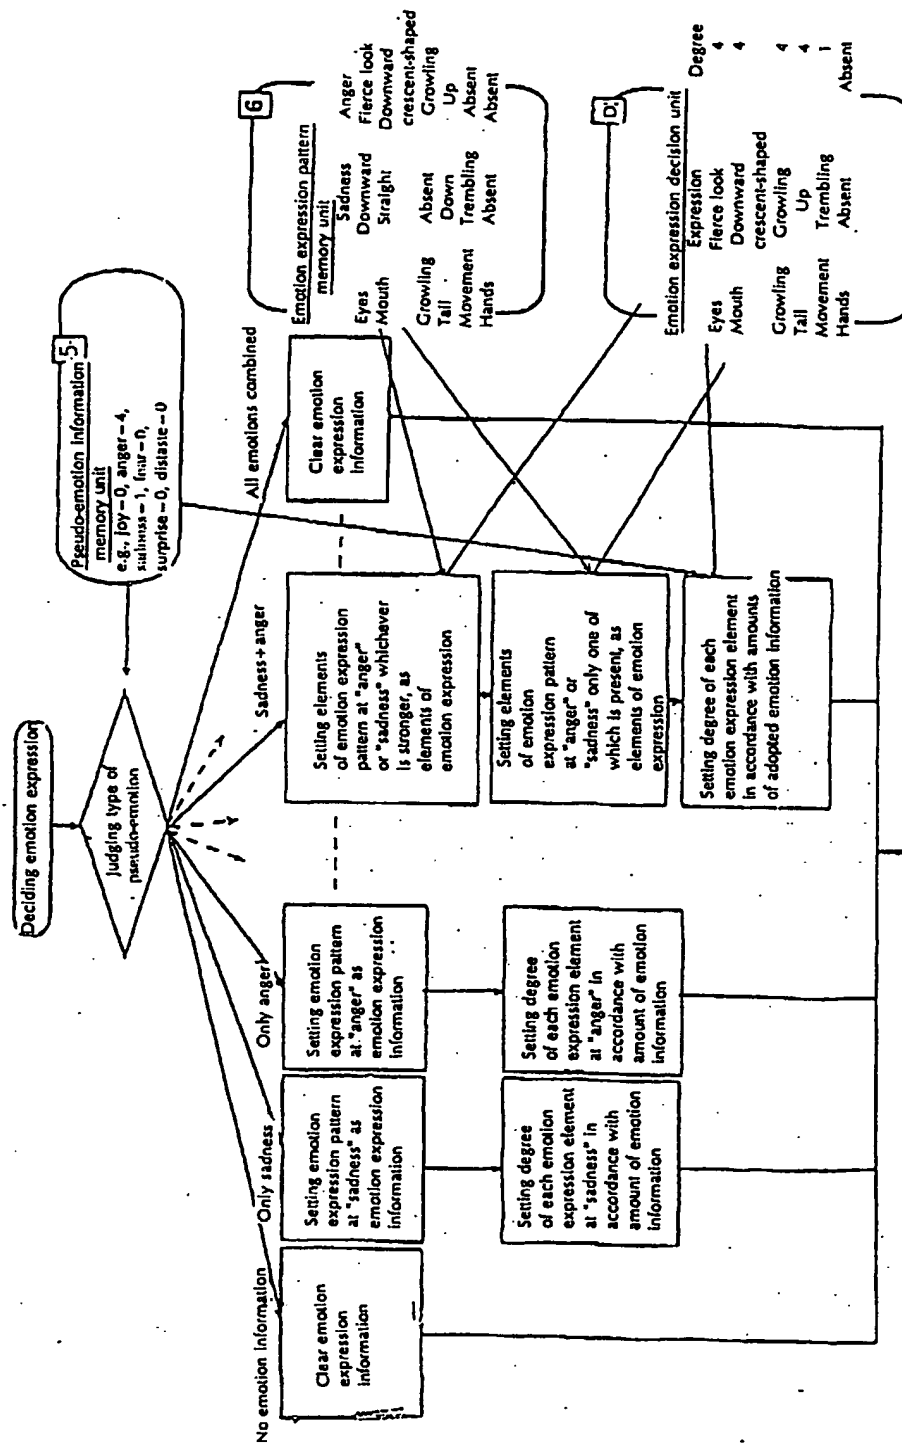 Deciding emotion expression
Judging type of
pseudo-emotion
5.
Pseudo-emotion information
memory unit
e.g., joy=0, anger=4,
sadness=1, fear=0,
surprise=0, distaste=0
No emotion information
Only sadness
Only anger
Sadness+anger
All emotions combined
Clear emotion
expression
information
Setting emotion
expression pattern
at "sadness" as
emotion expression
information
Setting emotion
expression pattern
at "anger" as
emotion expression
information
Setting elements
of emotion expression
pattern at "anger"
or "sadness" whichever
is stronger, as
elements of
emotion expression
Clear emotion
expression
information
Setting degree
of each emotion
expression element
at "sadness" in
accordance with
amount of emotion
information
Setting degree
of each emotion
expression element
at "anger" in
accordance with
amount of emotion
information
Setting elements
of emotion
expression pattern
at "anger" or
"sadness" only one of
which is present, as
elements of emotion
expression
Setting degree of each
emotion expression element
in accordance with amounts
of adopted emotion information
6
Emotion expression pattern
memory unit
Sadness Anger
Eyes Downward Fierce look
Mouth Straight Downward
crescent-shaped
Growling Absent Growling
Tail Down Up
Movement Trembling Absent
Hands Absent Absent
D
Emotion expression decision unit
Expression Degree
Eyes Fierce look 4
Mouth Downward 4
crescent-shaped
Growling Growling 4
Tail Up 4
Movement Trembling 1
Hands Absent Absent